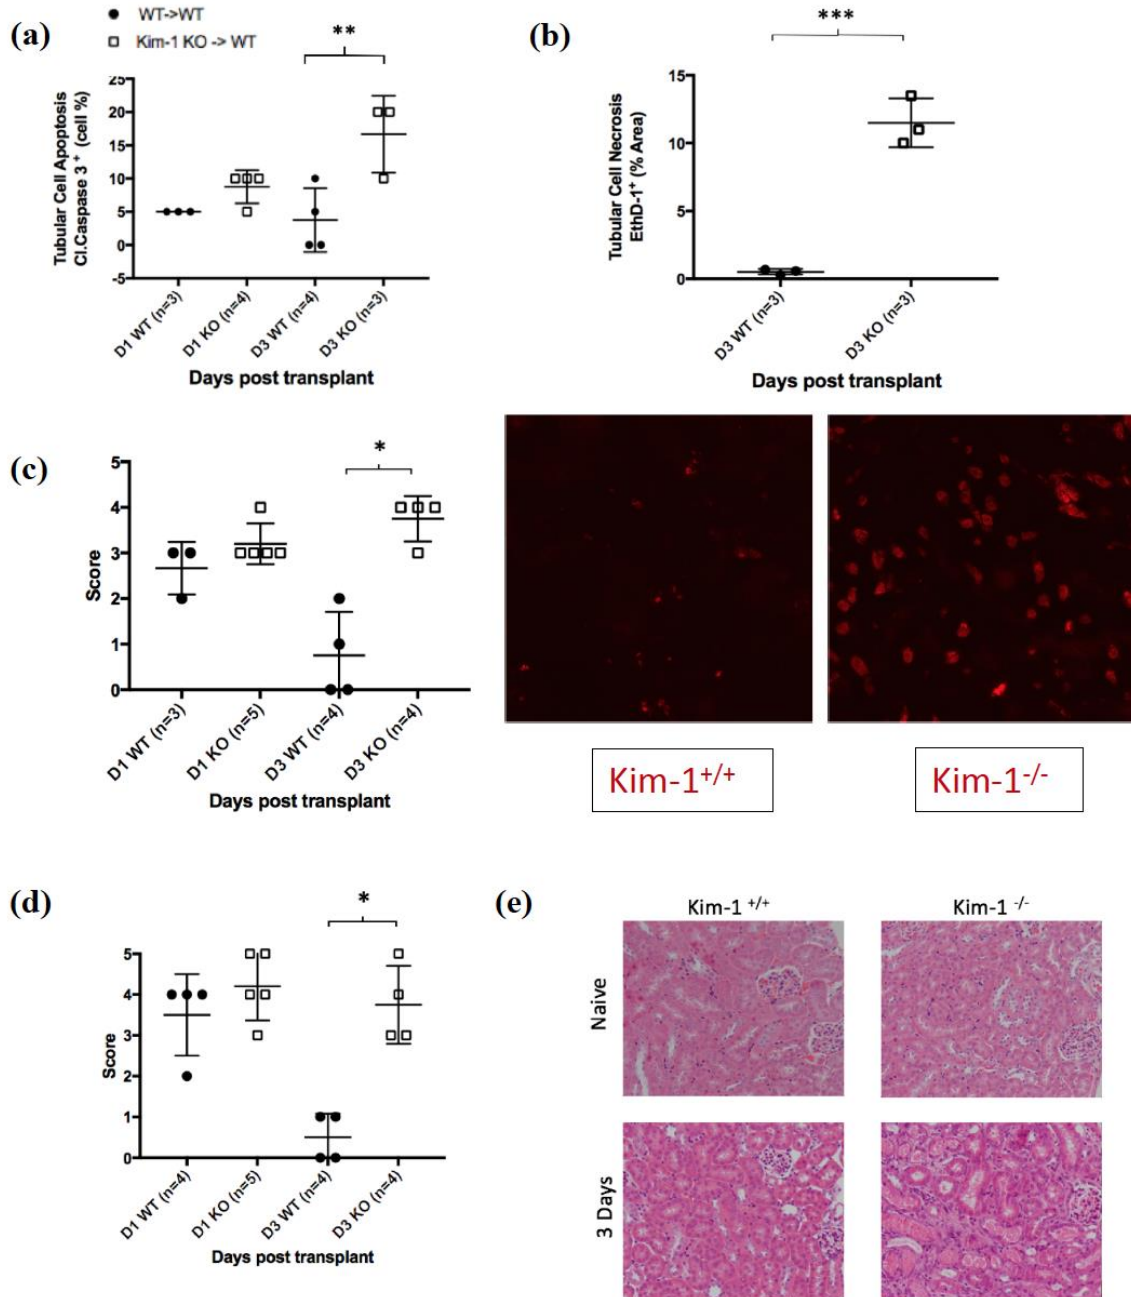 (a)
WT->WT
Kim-1 KO -> WT
**
Tubular Cell Apoptosis
Cl.Caspase 3 + (cell %)
25
20
15
10
5
0
-5
D1 WT (n=3)
D1 KO (n=4)
D3 WT (n=4)
D3 KO (n=3)
Days post transplant
(b)
***
Tubular Cell Necrosis
EthD-1+ (% Area)
15
10
5
0
D3 WT (n=3)
D3 KO (n=3)
Days post transplant
Kim-1+/+
Kim-1-/-
(c)
*
Score
5
4
3
2
1
0
D1 WT (n=3)
D1 KO (n=5)
D3 WT (n=4)
D3 KO (n=4)
Days post transplant
(d)
*
Score
5
4
3
2
1
0
D1 WT (n=4)
D1 KO (n=5)
D3 WT (n=4)
D3 KO (n=4)
Days post transplant
(e)
Kim-1 +/+
Kim-1 -/-
Naive
3 Days